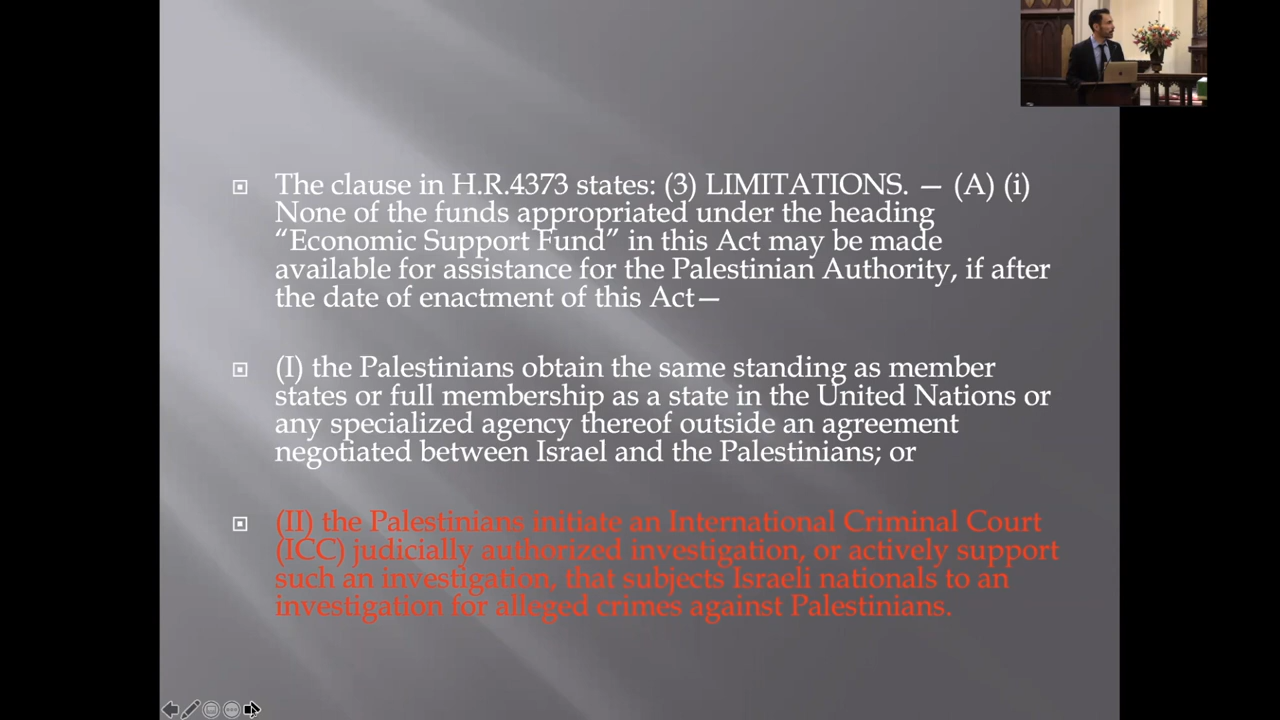 The clause in H.R.4373 states: (3) LIMITATIONS. — (A) (i)
None of the funds appropriated under the heading
“Economic Support Fund” in this Act may be made
available for assistance for the Palestinian Authority, if after
the date of enactment of this Act—
(I) the Palestinians obtain the same standing as member
states or full membership as a state in the United Nations or
any specialized agency thereof outside an agreement
negotiated between Israel and the Palestinians; or
(II) the Palestinians initiate an International Criminal Court
(ICC) judicially authorized investigation, or actively support
such an investigation, that subjects Israeli nationals to an
investigation for alleged crimes against Palestinians.